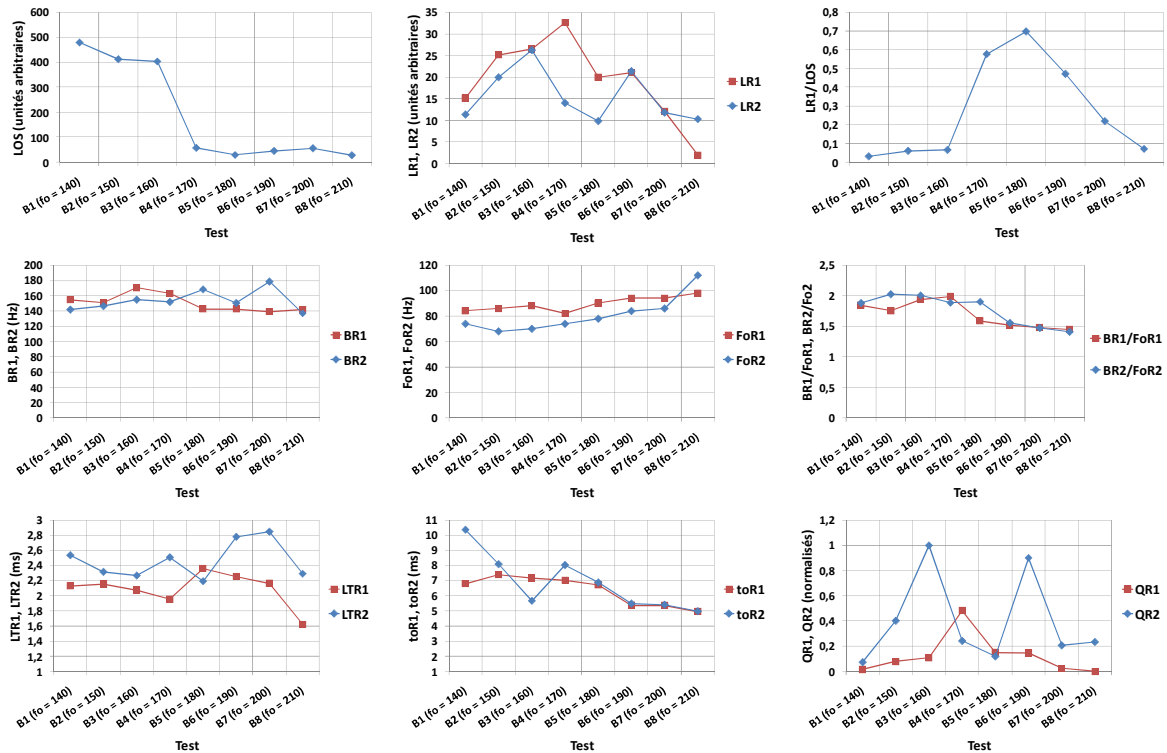 LOS (unités arbitraires)
600
500
400
300
200
100
0
B1 (fo = 140)
B2 (fo = 150)
B3 (fo = 160)
B4 (fo = 170)
B5 (fo = 180)
B6 (fo = 190)
B7 (fo = 200)
B8 (fo = 210)
Test
LR1, LR2 (unités arbitraires)
35
30
25
20
15
10
5
0
B1 (fo = 140)
B2 (fo = 150)
B3 (fo = 160)
B4 (fo = 170)
B5 (fo = 180)
B6 (fo = 190)
B7 (fo = 200)
B8 (fo = 210)
Test
LR1
LR2
LR1/LOS
0,8
0,7
0,6
0,5
0,4
0,3
0,2
0,1
0
B1 (fo = 140)
B2 (fo = 150)
B3 (fo = 160)
B4 (fo = 170)
B5 (fo = 180)
B6 (fo = 190)
B7 (fo = 200)
B8 (fo = 210)
Test
BR1, BR2 (Hz)
200
180
160
140
120
100
80
60
40
20
0
B1 (fo = 140)
B2 (fo = 150)
B3 (fo = 160)
B4 (fo = 170)
B5 (fo = 180)
B6 (fo = 190)
B7 (fo = 200)
B8 (fo = 210)
Test
BR1
BR2
FoR1, FoR2 (Hz)
120
100
80
60
40
20
0
B1 (fo = 140)
B2 (fo = 150)
B3 (fo = 160)
B4 (fo = 170)
B5 (fo = 180)
B6 (fo = 190)
B7 (fo = 200)
B8 (fo = 210)
Test
FoR1
FoR2
BR1/FoR1, BR2/Fo2
2,5
2
1,5
1
0,5
0
B1 (fo = 140)
B2 (fo = 150)
B3 (fo = 160)
B4 (fo = 170)
B5 (fo = 180)
B6 (fo = 190)
B7 (fo = 200)
B8 (fo = 210)
Test
BR1/FoR1
BR2/FoR2
LTR1, LTR2 (ms)
3
2,8
2,6
2,4
2,2
2
1,8
1,6
1,4
1,2
1
B1 (fo = 140)
B2 (fo = 150)
B3 (fo = 160)
B4 (fo = 170)
B5 (fo = 180)
B6 (fo = 190)
B7 (fo = 200)
B8 (fo = 210)
Test
LTR1
LTR2
toR1, toR2 (ms)
11
10
9
8
7
6
5
4
3
2
1
B1 (fo = 140)
B2 (fo = 150)
B3 (fo = 160)
B4 (fo = 170)
B5 (fo = 180)
B6 (fo = 190)
B7 (fo = 200)
B8 (fo = 210)
Test
toR1
toR2
QR1, QR2 (normalisés)
1,2
1
0,8
0,6
0,4
0,2
0
B1 (fo = 140)
B2 (fo = 150)
B3 (fo = 160)
B4 (fo = 170)
B5 (fo = 180)
B6 (fo = 190)
B7 (fo = 200)
B8 (fo = 210)
Test
QR1
QR2